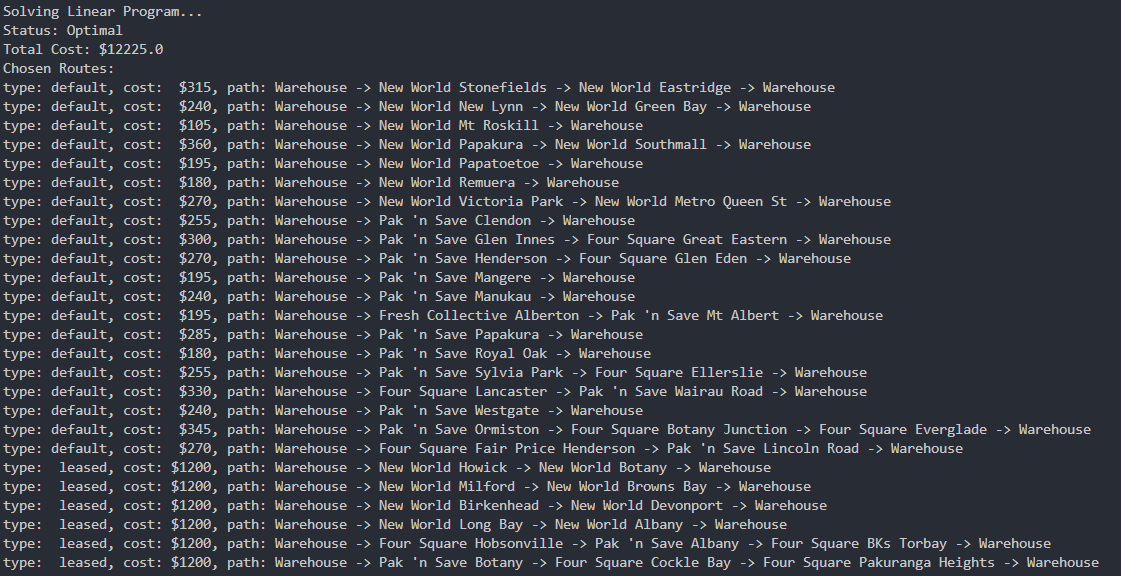 Solving Linear Program...
Status: Optimal
Total Cost: $12225.0
Chosen Routes:
type: default, cost:  $315, path: Warehouse -> New World Stonefields -> New World Eastridge -> Warehouse
type: default, cost:  $240, path: Warehouse -> New World New Lynn -> New World Green Bay -> Warehouse
type: default, cost:  $105, path: Warehouse -> New World Mt Roskill -> Warehouse
type: default, cost:  $360, path: Warehouse -> New World Papakura -> New World Southmall -> Warehouse
type: default, cost:  $195, path: Warehouse -> New World Papatoetoe -> Warehouse
type: default, cost:  $180, path: Warehouse -> New World Remuera -> Warehouse
type: default, cost:  $270, path: Warehouse -> New World Victoria Park -> New World Metro Queen St -> Warehouse
type: default, cost:  $255, path: Warehouse -> Pak 'n Save Clendon -> Warehouse
type: default, cost:  $300, path: Warehouse -> Pak 'n Save Glen Innes -> Four Square Great Eastern -> Warehouse
type: default, cost:  $270, path: Warehouse -> Pak 'n Save Henderson -> Four Square Glen Eden -> Warehouse
type: default, cost:  $195, path: Warehouse -> Pak 'n Save Mangere -> Warehouse
type: default, cost:  $240, path: Warehouse -> Pak 'n Save Manukau -> Warehouse
type: default, cost:  $195, path: Warehouse -> Fresh Collective Alberton -> Pak 'n Save Mt Albert -> Warehouse
type: default, cost:  $285, path: Warehouse -> Pak 'n Save Papakura -> Warehouse
type: default, cost:  $180, path: Warehouse -> Pak 'n Save Royal Oak -> Warehouse
type: default, cost:  $255, path: Warehouse -> Pak 'n Save Sylvia Park -> Four Square Ellerslie -> Warehouse
type: default, cost:  $330, path: Warehouse -> Four Square Lancaster -> Pak 'n Save Wairau Road -> Warehouse
type: default, cost:  $240, path: Warehouse -> Pak 'n Save Westgate -> Warehouse
type: default, cost:  $345, path: Warehouse -> Pak 'n Save Ormiston -> Four Square Botany Junction -> Four Square Everglade -> Warehouse
type: default, cost:  $270, path: Warehouse -> Four Square Fair Price Henderson -> Pak 'n Save Lincoln Road -> Warehouse
type:  leased, cost: $1200, path: Warehouse -> New World Howick -> New World Botany -> Warehouse
type:  leased, cost: $1200, path: Warehouse -> New World Milford -> New World Browns Bay -> Warehouse
type:  leased, cost: $1200, path: Warehouse -> New World Birkenhead -> New World Devonport -> Warehouse
type:  leased, cost: $1200, path: Warehouse -> New World Long Bay -> New World Albany -> Warehouse
type:  leased, cost: $1200, path: Warehouse -> Four Square Hobsonville -> Pak 'n Save Albany -> Four Square BKs Torbay -> Warehouse
type:  leased, cost: $1200, path: Warehouse -> Pak 'n Save Botany -> Four Square Cockle Bay -> Four Square Pakuranga Heights -> Warehouse